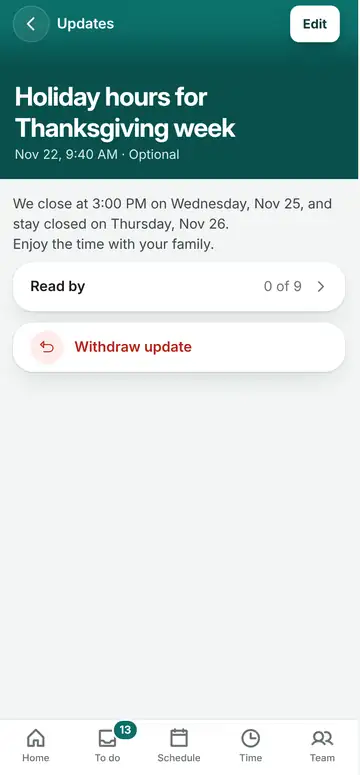 Updates
Edit
Holiday hours for
Thanksgiving week
Nov 22, 9:40 AM · Optional
We close at 3:00 PM on Wednesday, Nov 25, and
stay closed on Thursday, Nov 26.
Enjoy the time with your family.
Read by
0 of 9
Withdraw update
13
Home
To do
Schedule
Time
Team